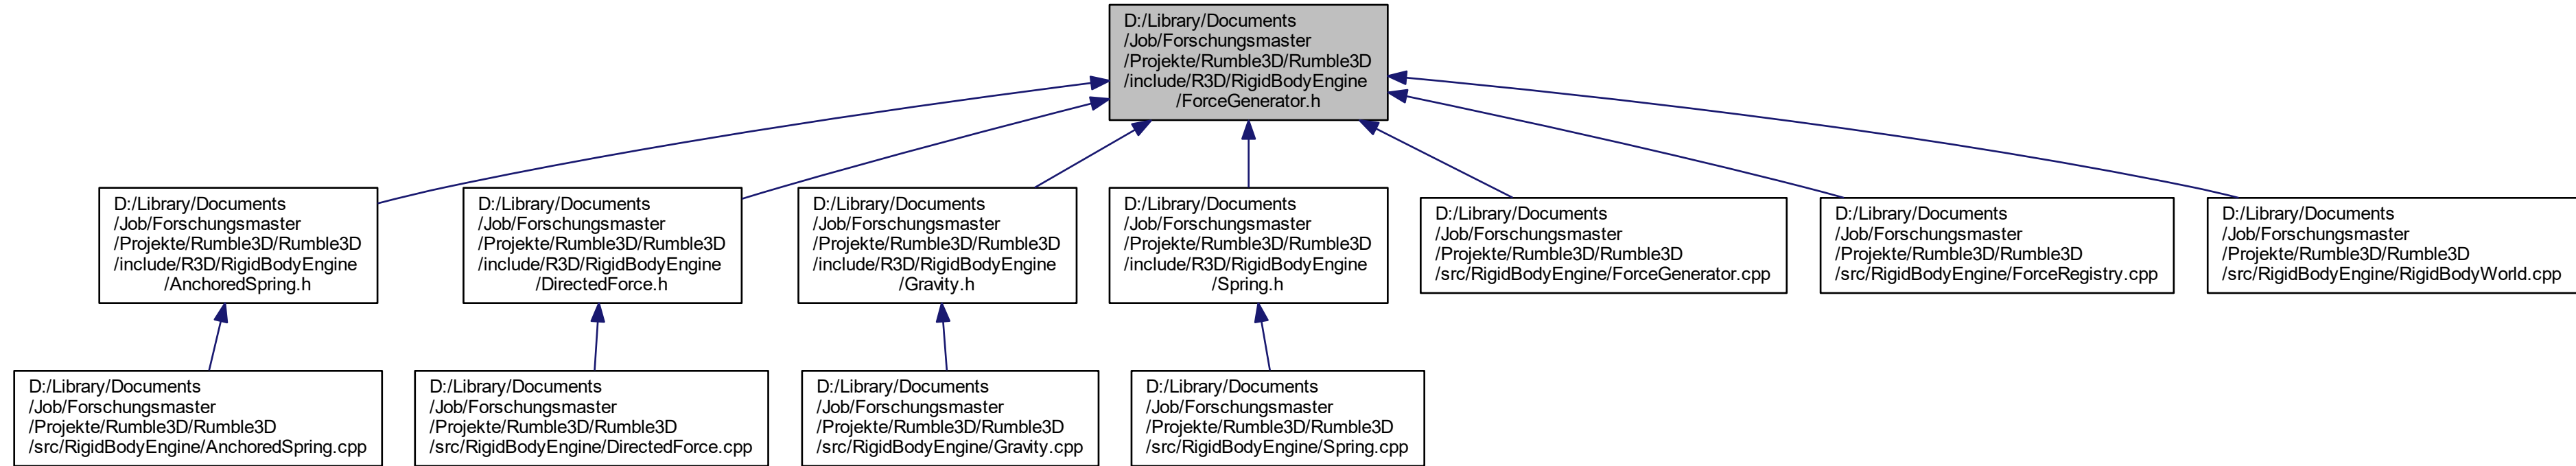 D:/Library/Documents
/Job/Forschungsmaster
/Projekte/Rumble3D/Rumble3D
/include/R3D/RigidBodyEngine
/ForceGenerator.h
D:/Library/Documents
/Job/Forschungsmaster
/Projekte/Rumble3D/Rumble3D
/include/R3D/RigidBodyEngine
/AnchoredSpring.h
D:/Library/Documents
/Job/Forschungsmaster
/Projekte/Rumble3D/Rumble3D
/include/R3D/RigidBodyEngine
/DirectedForce.h
D:/Library/Documents
/Job/Forschungsmaster
/Projekte/Rumble3D/Rumble3D
/include/R3D/RigidBodyEngine
/Gravity.h
D:/Library/Documents
/Job/Forschungsmaster
/Projekte/Rumble3D/Rumble3D
/include/R3D/RigidBodyEngine
/Spring.h
D:/Library/Documents
/Job/Forschungsmaster
/Projekte/Rumble3D/Rumble3D
/src/RigidBodyEngine/ForceGenerator.cpp
D:/Library/Documents
/Job/Forschungsmaster
/Projekte/Rumble3D/Rumble3D
/src/RigidBodyEngine/ForceRegistry.cpp
D:/Library/Documents
/Job/Forschungsmaster
/Projekte/Rumble3D/Rumble3D
/src/RigidBodyEngine/RigidBodyWorld.cpp
D:/Library/Documents
/Job/Forschungsmaster
/Projekte/Rumble3D/Rumble3D
/src/RigidBodyEngine/AnchoredSpring.cpp
D:/Library/Documents
/Job/Forschungsmaster
/Projekte/Rumble3D/Rumble3D
/src/RigidBodyEngine/DirectedForce.cpp
D:/Library/Documents
/Job/Forschungsmaster
/Projekte/Rumble3D/Rumble3D
/src/RigidBodyEngine/Gravity.cpp
D:/Library/Documents
/Job/Forschungsmaster
/Projekte/Rumble3D/Rumble3D
/src/RigidBodyEngine/Spring.cpp